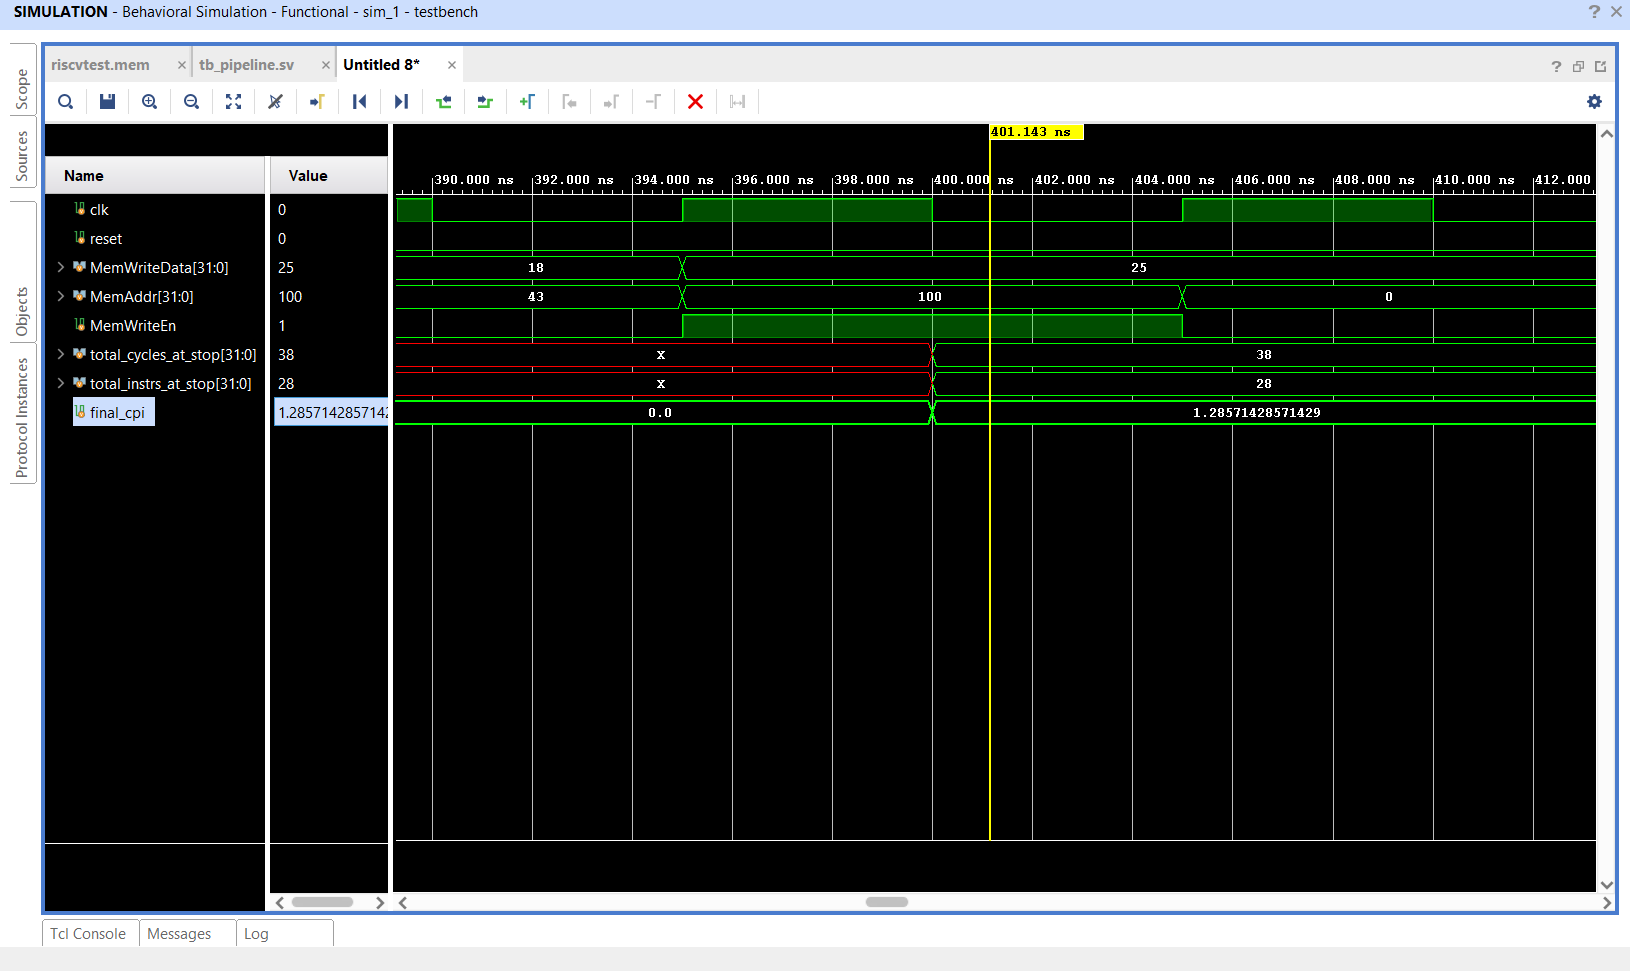 SIMULATION - Behavioral Simulation - Functional - sim_1 - testbench
riscvtest.mem
tb_pipeline.sv
Untitled 8*
Scope
Sources
Objects
Protocol Instances
401.143 ns
390.000 ns 392.000 ns 394.000 ns 396.000 ns 398.000 ns 400.000 ns 402.000 ns 404.000 ns 406.000 ns 408.000 ns 410.000 ns 412.000
Name Value
clk 0
reset 0
MemWriteData[31:0] 25 18 25
MemAddr[31:0] 100 43 100 0
MemWriteEn 1
total_cycles_at_stop[31:0] 38 X 38
total_instrs_at_stop[31:0] 28 X 28
final_cpi 1.2857142857142 0.0 1.28571428571429
Tcl Console Messages Log